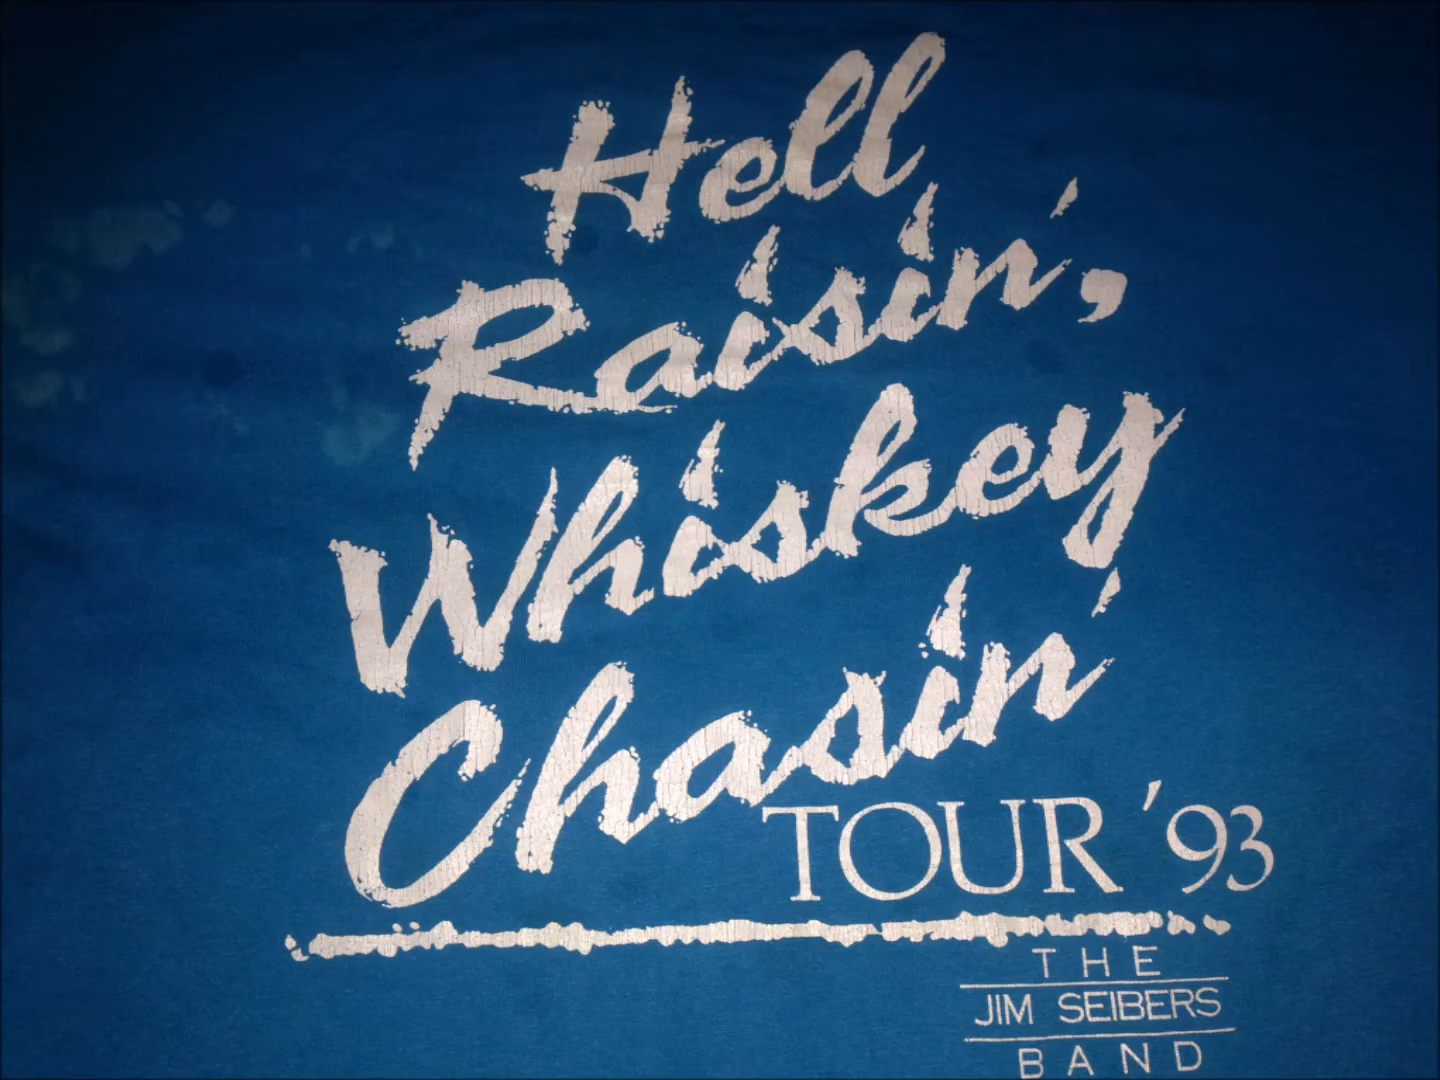 Hell
Raisin',
Whiskey
Chasin'
TOUR '93
THE
JIM SEIBERS
BAND